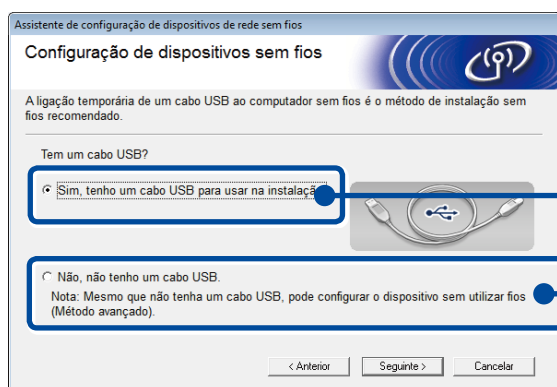 Assistente de configuração de dispositivos de rede sem fios
Configuração de dispositivos sem fios
A ligação temporária de um cabo USB ao computador sem fios é o método de instalação sem
fios recomendado.
Tem um cabo USB?
Sim, tenho um cabo USB para usar na instalaçã
Não, não tenho um cabo USB.
Nota: Mesmo que não tenha um cabo USB, pode configurar o dispositivo sem utilizar fios
(Método avançado).
< Anterior
Seguinte >
Cancelar